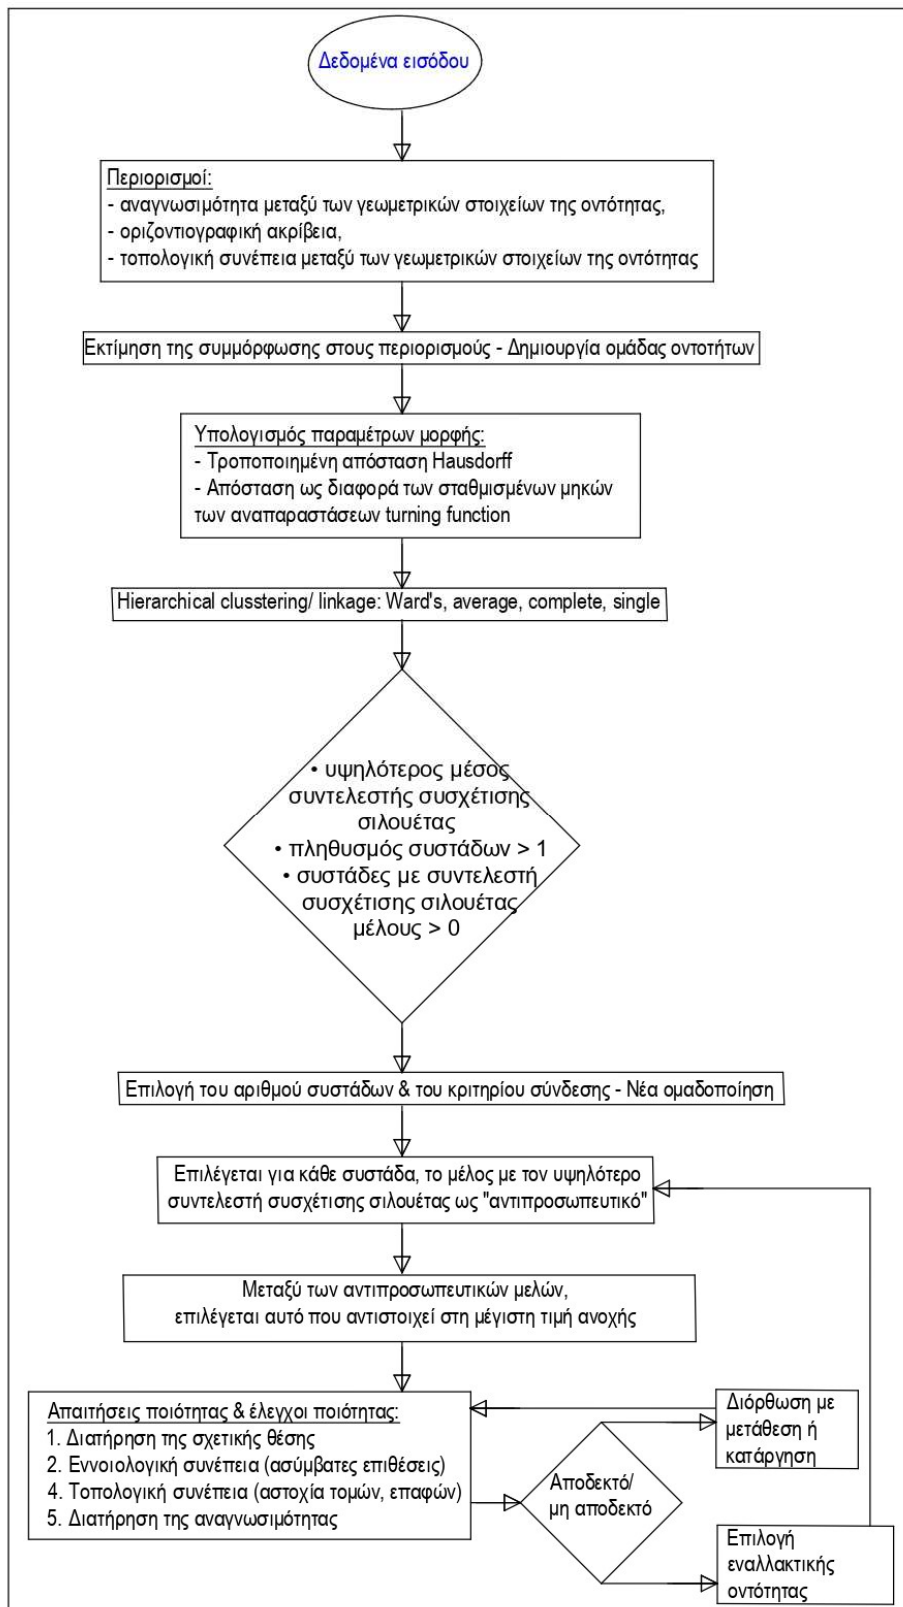 Δεδομένα εισόδου
Περιορισμοί:
- αναγνωσιμότητα μεταξύ των γεωμετρικών στοιχείων της οντότητας,
- οριζοντιογραφική ακρίβεια,
- τοπολογική συνέπεια μεταξύ των γεωμετρικών στοιχείων της οντότητας
Εκτίμηση της συμμόρφωσης στους περιορισμούς - Δημιουργία ομάδας οντοτήτων
Υπολογισμός παραμέτρων μορφής:
- Τροποποιημένη απόσταση Hausdorff
- Απόσταση ως διαφορά των σταθμισμένων μηκών
των αναπαραστάσεων turning function
Hierarchical clusstering/ linkage: Ward's, average, complete, single
• υψηλότερος μέσος
συντελεστής συσχέτισης
σιλουέτας
• πληθυσμός συστάδων > 1
• συστάδες με συντελεστή
συσχέτισης σιλουέτας
μέλους > 0
Επιλογή του αριθμού συστάδων & του κριτηρίου σύνδεσης - Νέα ομαδοποίηση
Επιλέγεται για κάθε συστάδα, το μέλος με τον υψηλότερο
συντελεστή συσχέτισης σιλουέτας ως "αντιπροσωπευτικό"
Μεταξύ των αντιπροσωπευτικών μελών,
επιλέγεται αυτό που αντιστοιχεί στη μέγιστη τιμή ανοχής
Απαιτήσεις ποιότητας & έλεγχοι ποιότητας:
1. Διατήρηση της σχετικής θέσης
2. Εννοιολογική συνέπεια (ασύμβατες επιθέσεις)
4. Τοπολογική συνέπεια (αστοχία τομών, επαφών)
5. Διατήρηση της αναγνωσιμότητας
Αποδεκτό/
μη αποδεκτό
Διόρθωση με
μετάθεση ή
κατάργηση
Επιλογή
εναλλακτικής
οντότητας